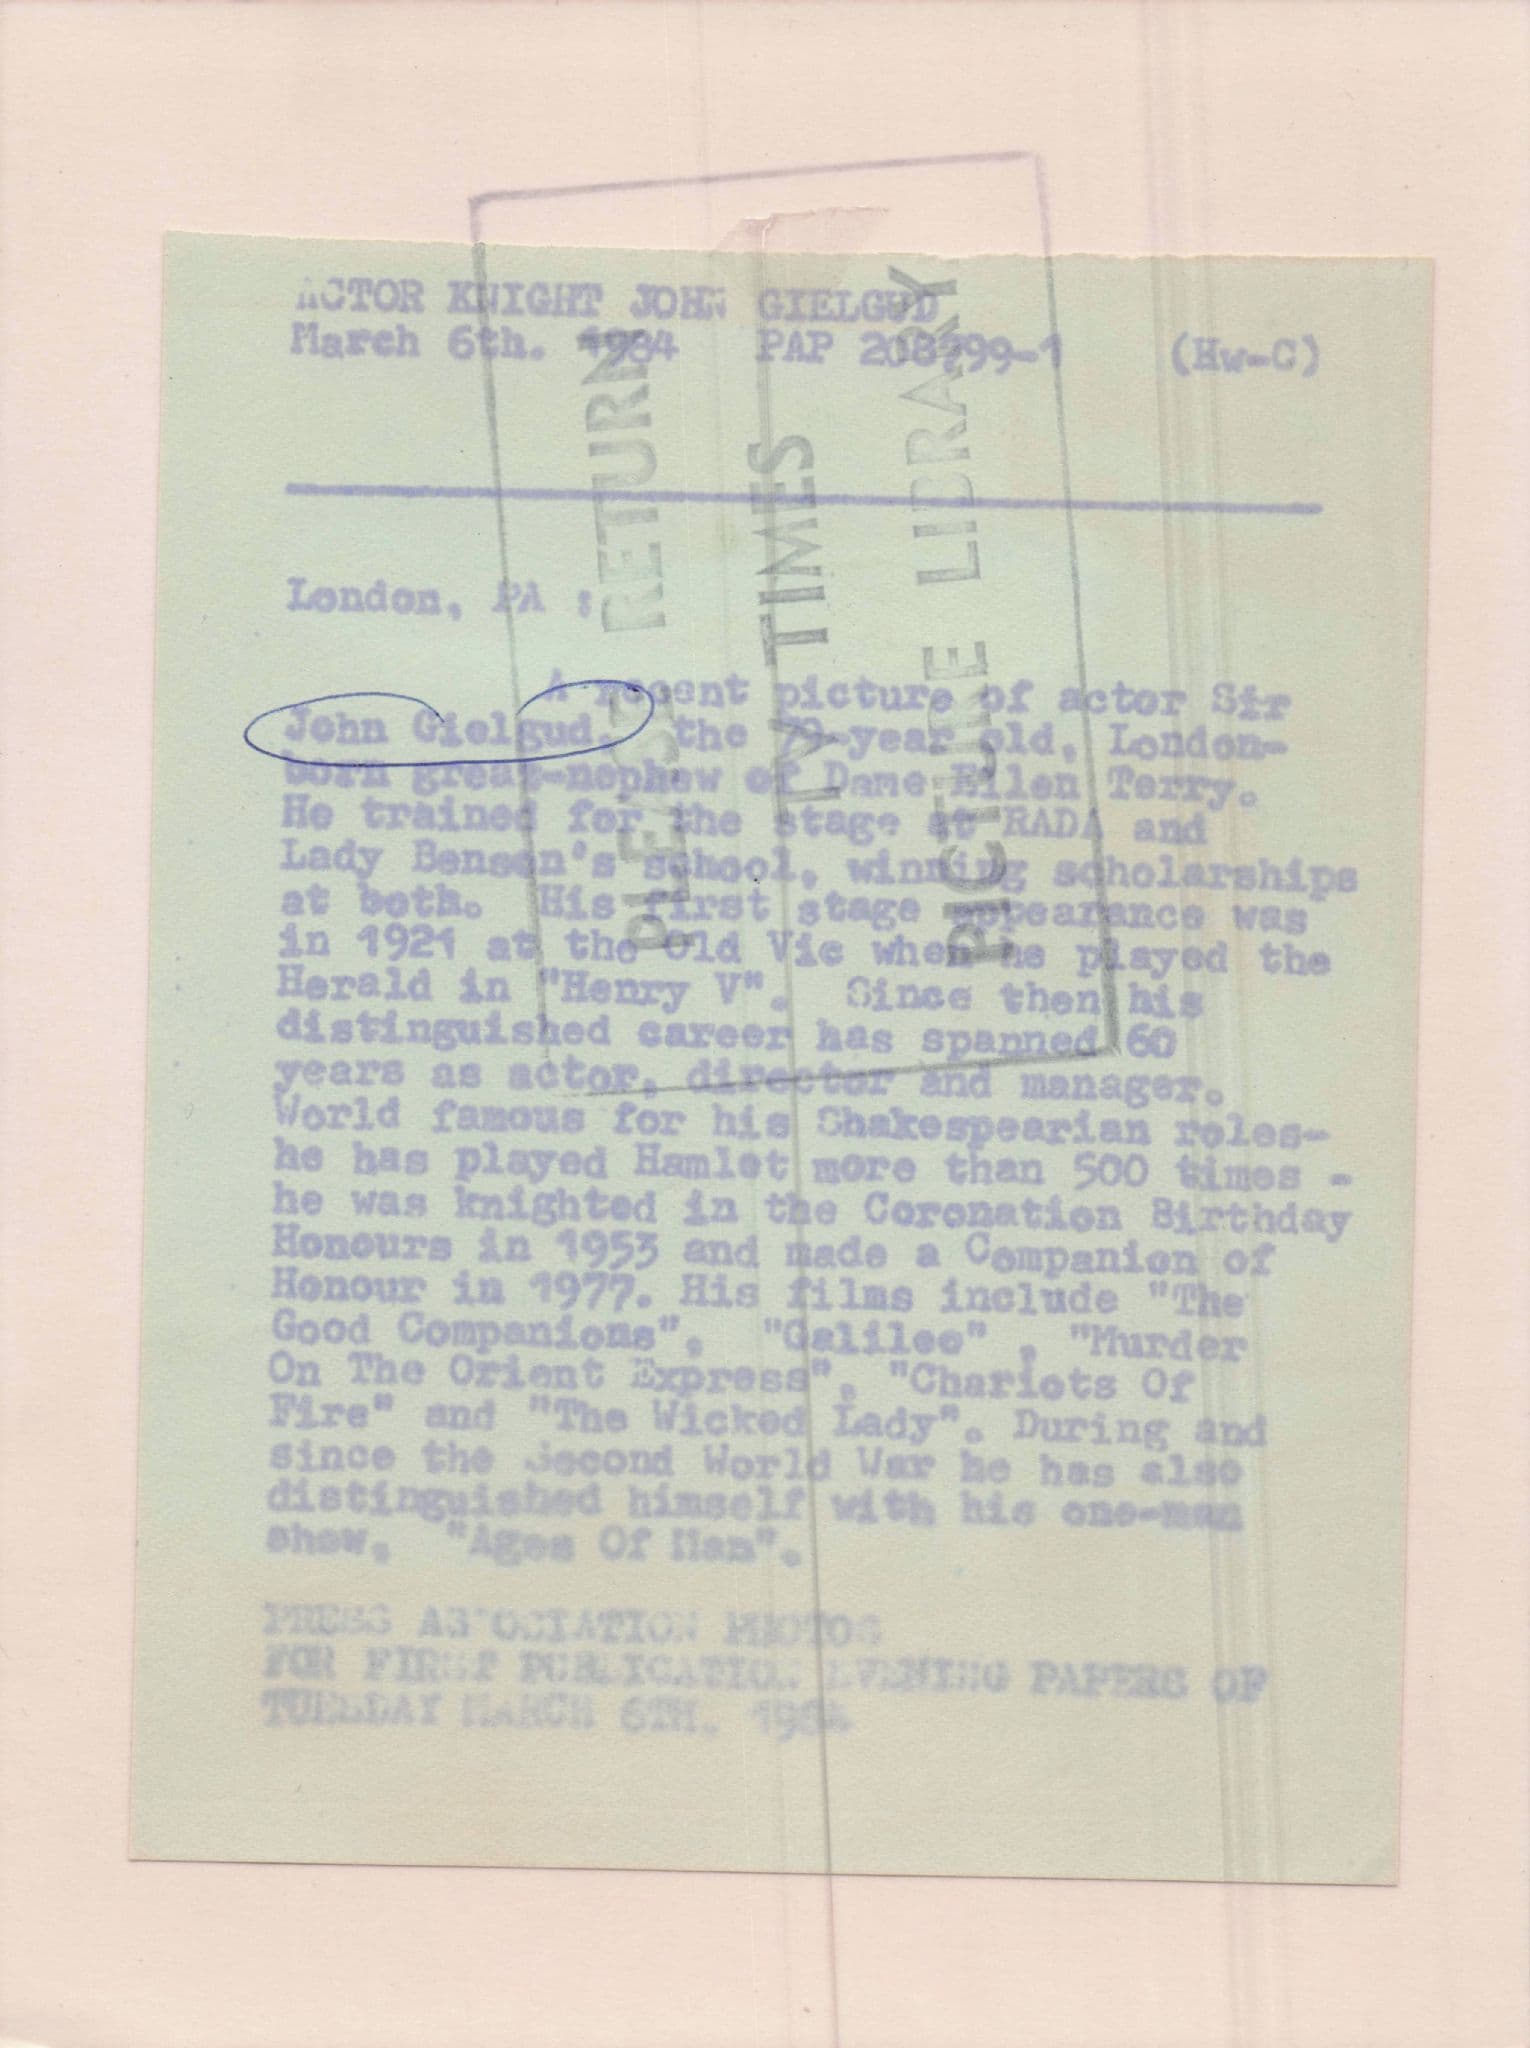 ACTOR KNIGHT JOHN GIELGUD
March 6th. 1984 PAP 208799-1 (Hw-C)
London, PA :
A recent picture of actor Sir
John Gielgud, the 79-year old, London-
born great-nephew of Dame Ellen Terry.
He trained for the stage at RADA and
Lady Benson's school, winning scholarships
at both. His first stage appearance was
in 1921 at the Old Vic when he played the
Herald in "Henry V". Since then his
distinguished career has spanned 60
years as actor, director and manager.
World famous for his Shakespearian roles-
he has played Hamlet more than 500 times -
he was knighted in the Coronation Birthday
Honours in 1953 and made a Companion of
Honour in 1977. His films include "The
Good Companions", "Galileo" , "Murder
On The Orient Express", "Chariots Of
Fire" and "The Wicked Lady". During and
since the Second World War he has also
distinguished himself with his one-man
show, "Ages Of Man".
PRESS ASSOCIATION PHOTOS
FOR FIRST PUBLICATION EVENING PAPERS OF
TUESDAY MARCH 6TH. 1984
PLEASE RETURN
TV TIMES
PICTURE LIBRARY